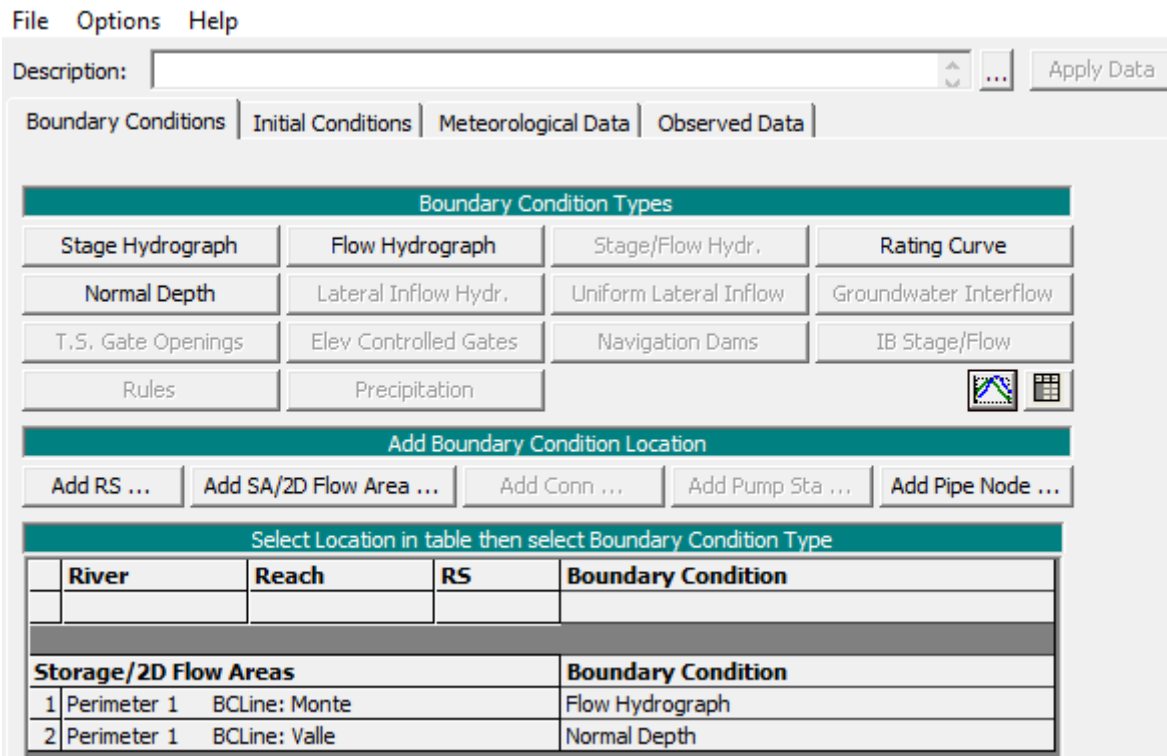 File Options Help
Description: ... Apply Data
Boundary Conditions Initial Conditions Meteorological Data Observed Data
Boundary Condition Types
Stage Hydrograph Flow Hydrograph Stage/Flow Hydr. Rating Curve
Normal Depth Lateral Inflow Hydr. Uniform Lateral Inflow Groundwater Interflow
T.S. Gate Openings Elev Controlled Gates Navigation Dams IB Stage/Flow
Rules Precipitation
Add Boundary Condition Location
Add RS ... Add SA/2D Flow Area ... Add Conn ... Add Pump Sta ... Add Pipe Node ...
Select Location in table then select Boundary Condition Type
River Reach RS Boundary Condition
Storage/2D Flow Areas Boundary Condition
1 Perimeter 1 BCLine: Monte Flow Hydrograph
2 Perimeter 1 BCLine: Valle Normal Depth